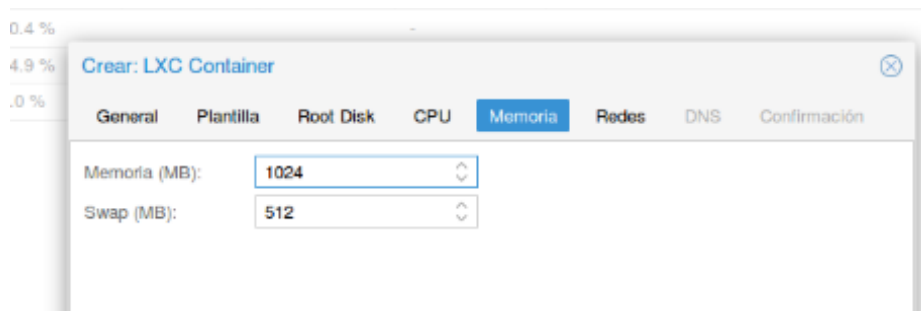 0.4 % -
4.9 % Crear: LXC Container
.0 %
General Plantilla Root Disk CPU Memoria Redes DNS Confirmación
Memoria (MB): 1024
Swap (MB): 512